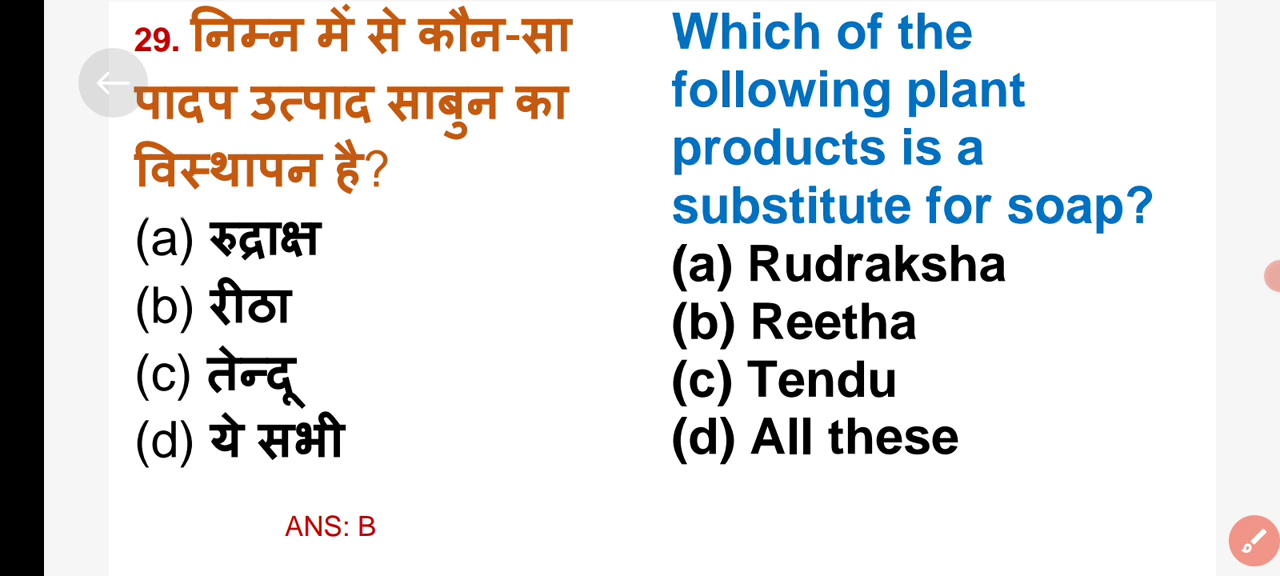 29. निम्न में से कौन-सा
पादप उत्पाद साबुन का
विस्थापन है?
(a) रुद्राक्ष
(b) रीठा
(c) तेन्दू
(d) ये सभी
ANS: B
Which of the
following plant
products is a
substitute for soap?
(a) Rudraksha
(b) Reetha
(c) Tendu
(d) All these